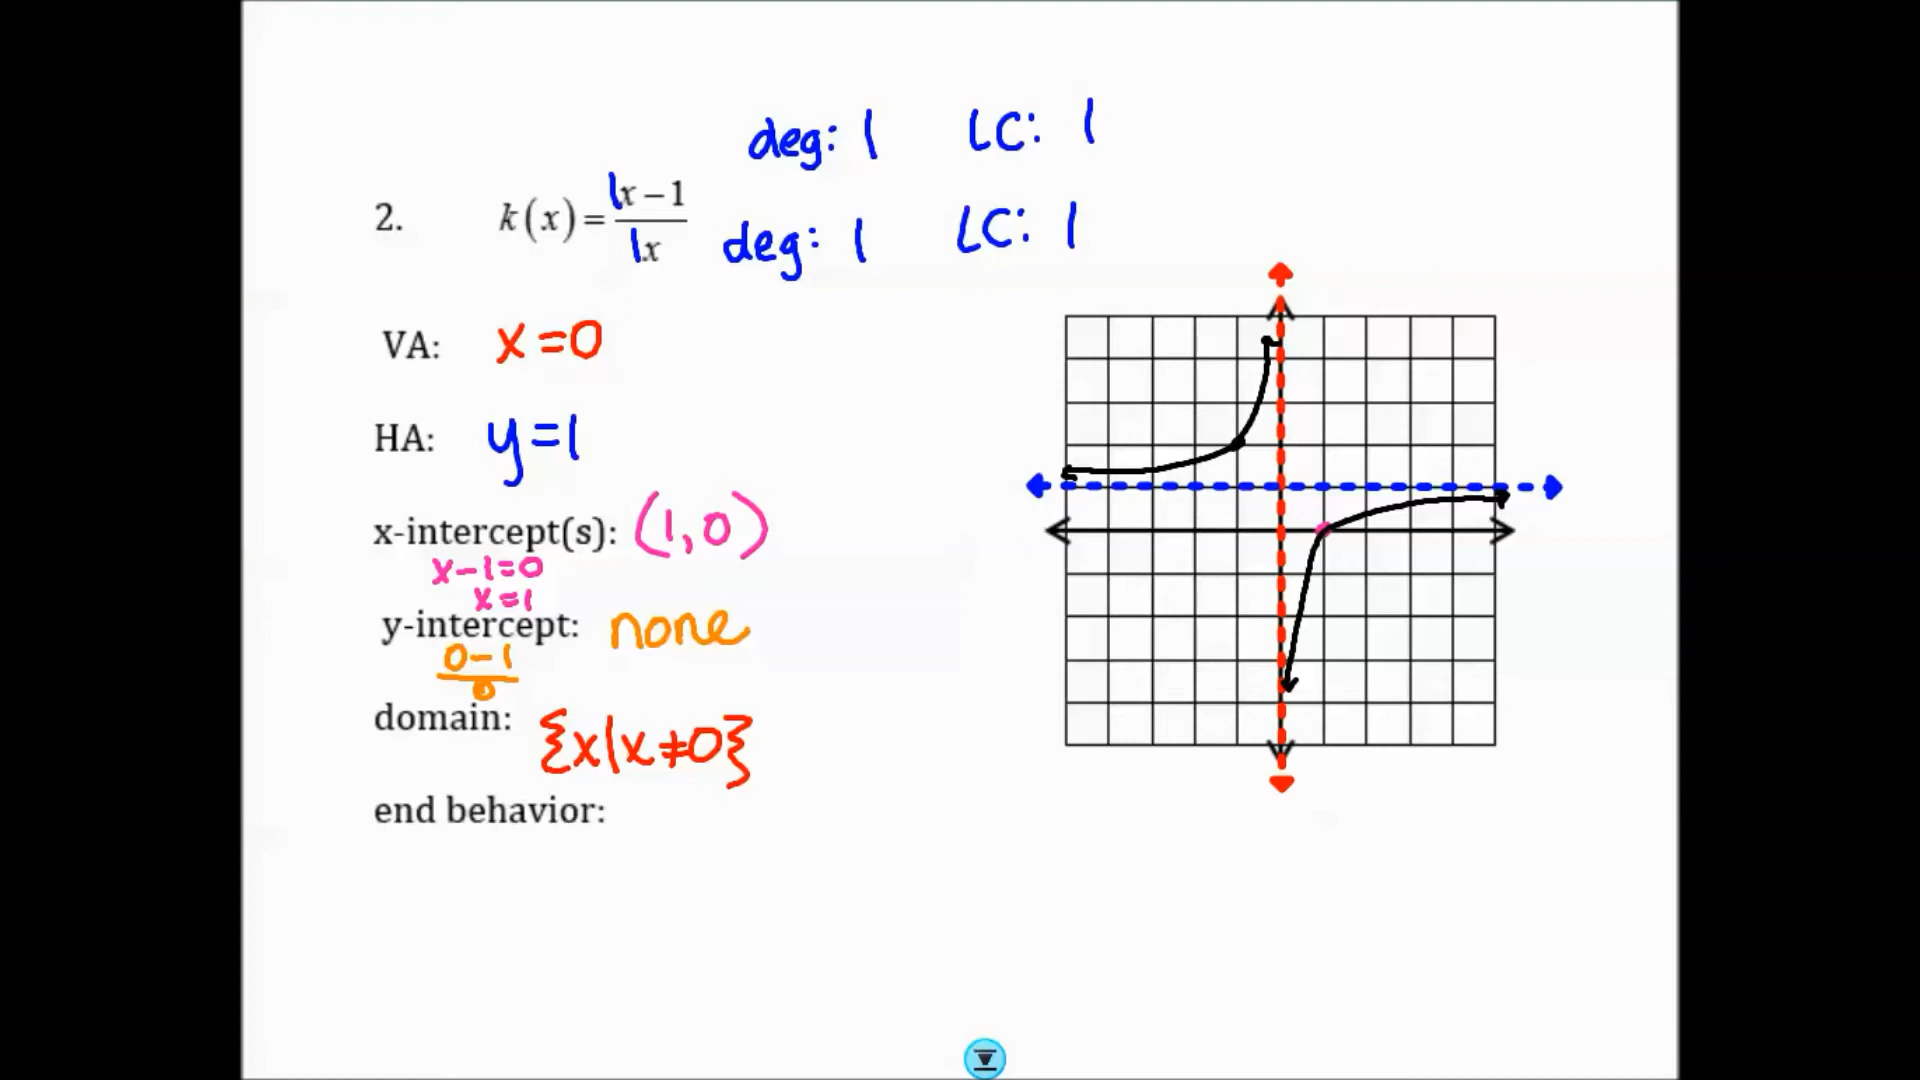 deg: 1 LC: 1
2. k(x) = 1x − 1 / 1x
deg: 1 LC: 1
VA: x = 0
HA: y = 1
x-intercept(s): (1, 0)
x − 1 = 0
x = 1
y-intercept: none
0 − 1 / 0
domain: {x|x ≠ 0}
end behavior: